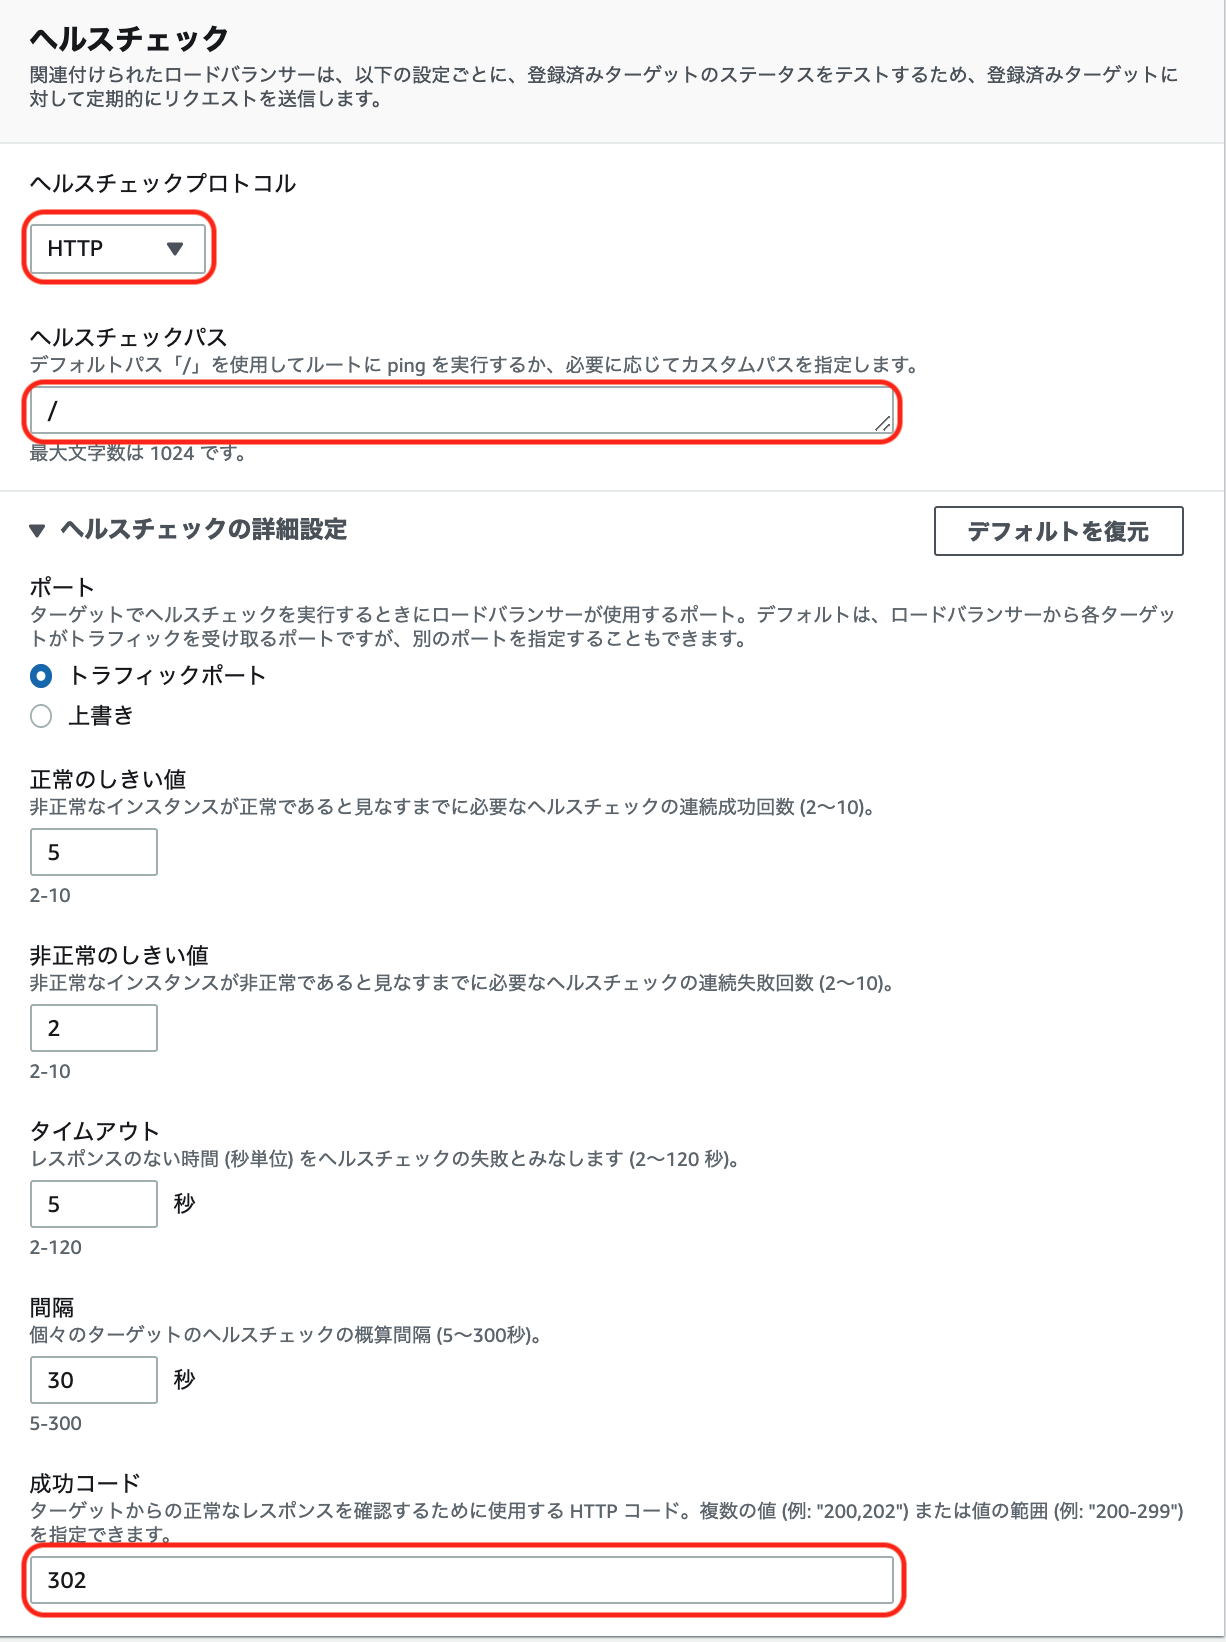 ヘルスチェック
関連付けられたロードバランサーは、以下の設定ごとに、登録済みターゲットのステータスをテストするため、登録済みターゲットに
対して定期的にリクエストを送信します。
ヘルスチェックプロトコル
HTTP
ヘルスチェックパス
デフォルトパス「/」を使用してルートに ping を実行するか、必要に応じてカスタムパスを指定します。
/
最大文字数は 1024 です。
ヘルスチェックの詳細設定
デフォルトを復元
ポート
ターゲットでヘルスチェックを実行するときにロードバランサーが使用するポート。デフォルトは、ロードバランサーから各ターゲッ
トがトラフィックを受け取るポートですが、別のポートを指定することもできます。
トラフィックポート
上書き
正常のしきい値
非正常なインスタンスが正常であると見なすまでに必要なヘルスチェックの連続成功回数 (2〜10)。
5
2-10
非正常のしきい値
非正常なインスタンスが非正常であると見なすまでに必要なヘルスチェックの連続失敗回数 (2〜10)。
2
2-10
タイムアウト
レスポンスのない時間 (秒単位) をヘルスチェックの失敗とみなします (2〜120 秒)。
5 秒
2-120
間隔
個々のターゲットのヘルスチェックの概算間隔 (5〜300秒)。
30 秒
5-300
成功コード
ターゲットからの正常なレスポンスを確認するために使用する HTTP コード。複数の値 (例: "200,202") または値の範囲 (例: "200-299")
を指定できます。
302